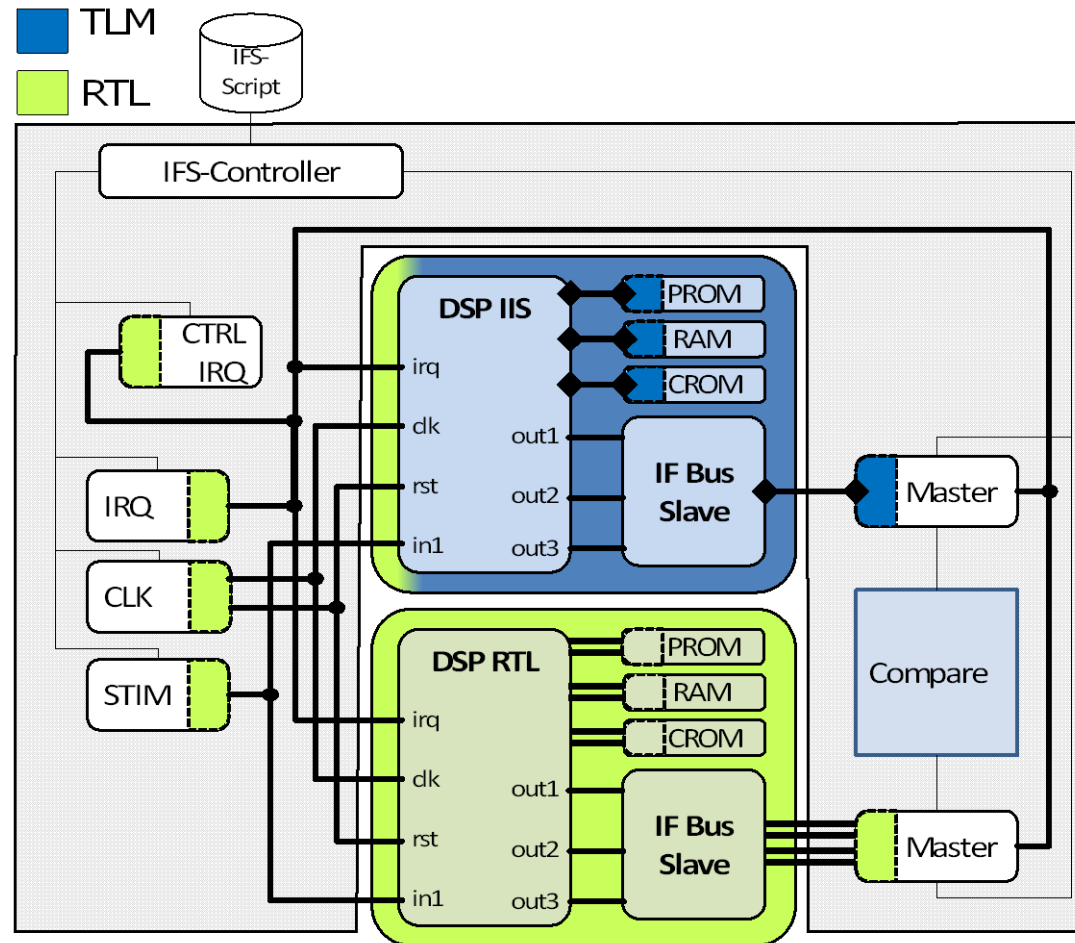 TLM
RTL
IFS-
Script
IFS-Controller
CTRL
IRQ
IRQ
CLK
STIM
DSP IIS
irq
clk
rst
in1
out1
out2
out3
PROM
RAM
CROM
IF Bus
Slave
Master
Compare
DSP RTL
irq
clk
rst
in1
out1
out2
out3
PROM
RAM
CROM
IF Bus
Slave
Master